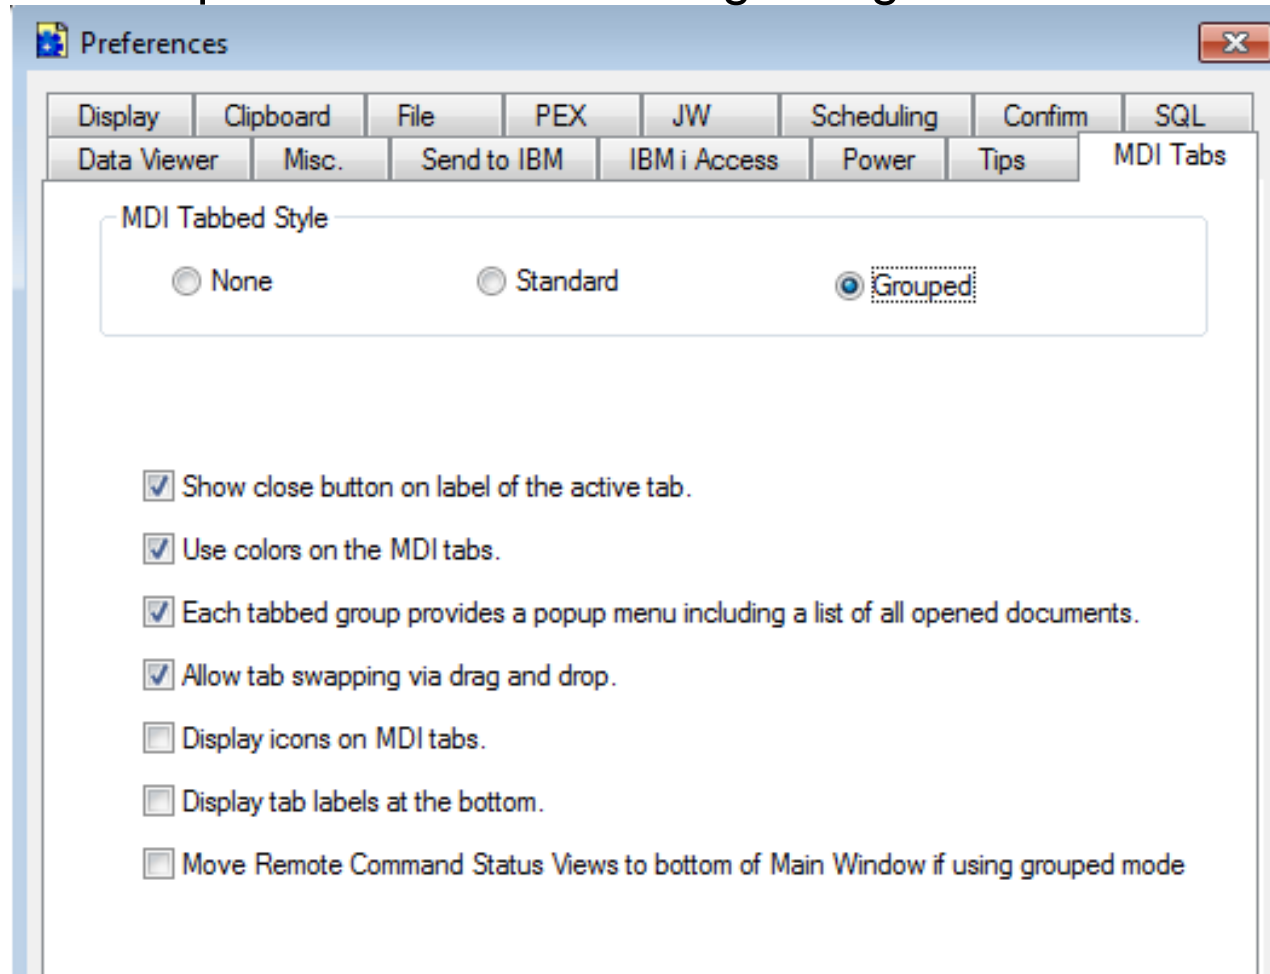 Preferences
Display Clipboard File PEX JW Scheduling Confirm SQL
Data Viewer Misc. Send to IBM IBM i Access Power Tips MDI Tabs
MDI Tabbed Style
None Standard Grouped
Show close button on label of the active tab.
Use colors on the MDI tabs.
Each tabbed group provides a popup menu including a list of all opened documents.
Allow tab swapping via drag and drop.
Display icons on MDI tabs.
Display tab labels at the bottom.
Move Remote Command Status Views to bottom of Main Window if using grouped mode